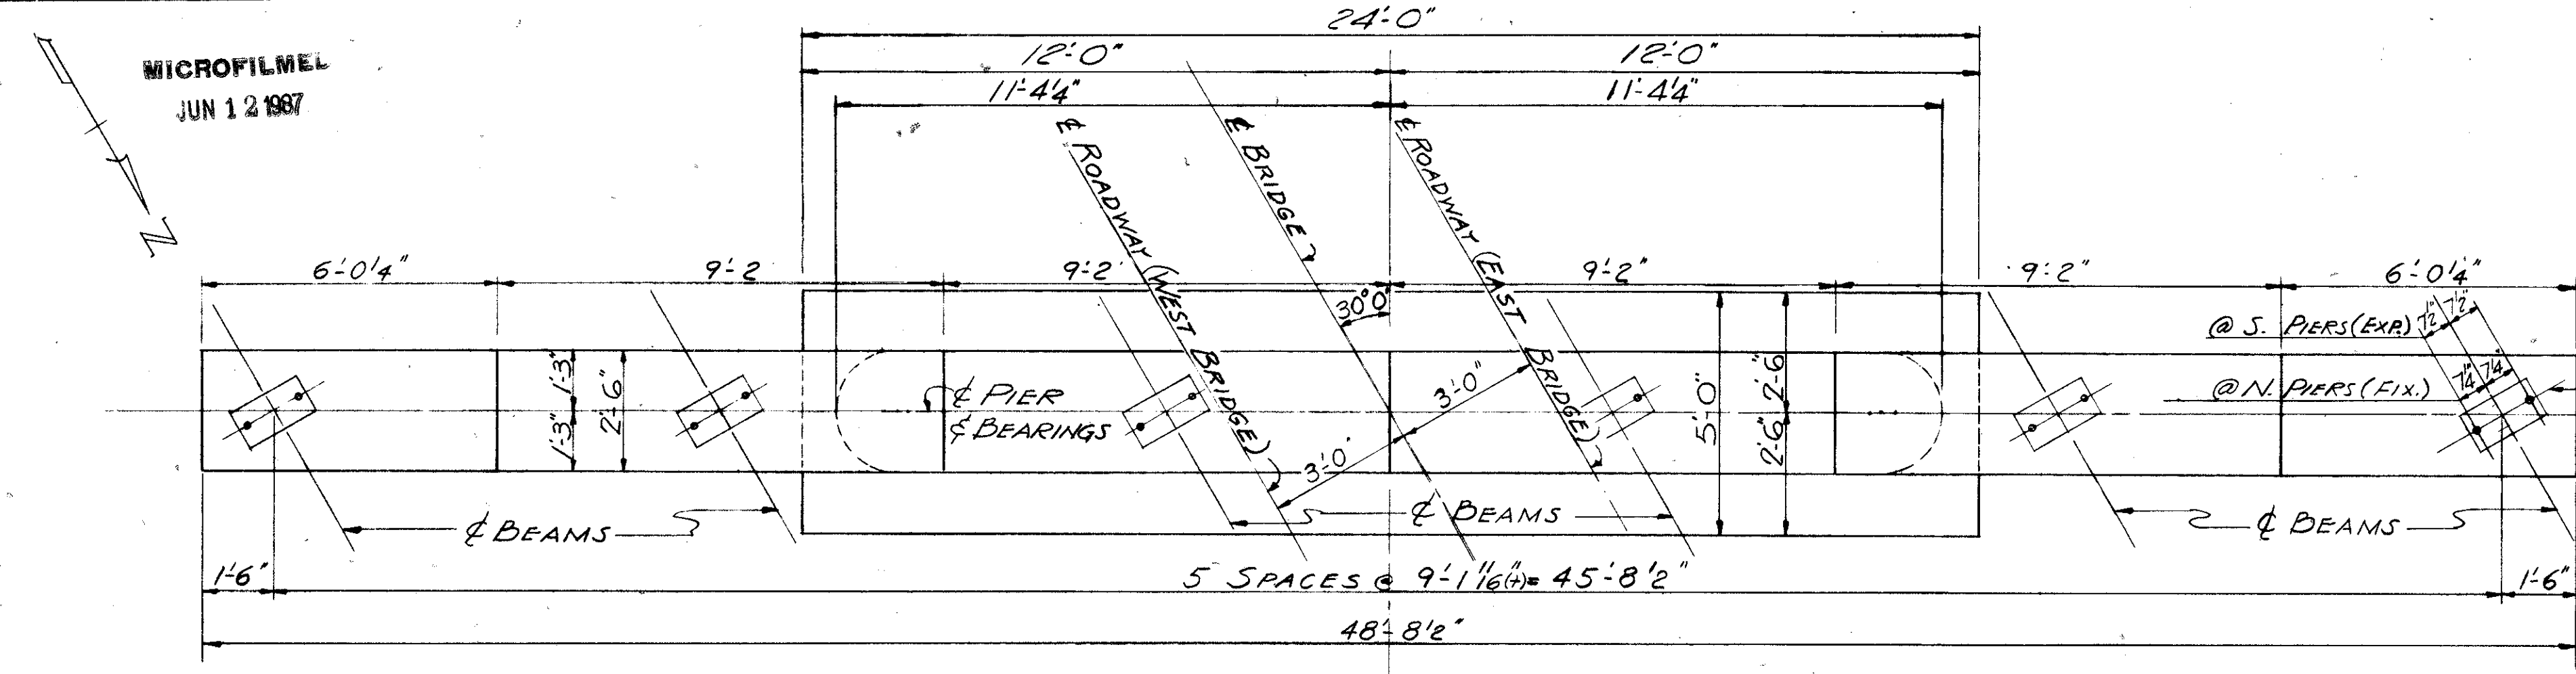 24'-0"
MICROFILMEL
JUN 1 2 1987
12'-0" 12'-0"
11'-4¼" 11'-4¼"
℄ ROADWAY (WEST BRIDGE)
℄ BRIDGE
℄ ROADWAY (EAST BRIDGE)
N
6'-0¼" 9'-2 9'-2" 9'-2" 9'-2" 6'-0¼"
30°0'
@ S. PIERS (EXP.) 7½" 7½"
@ N. PIERS (FIX.) 7¼" 7¼"
1'-3" 1'-3"
2'-6"
℄ PIER
℄ BEARINGS
3'-0"
3'-0"
5'-0"
2'-6" 2'-6"
℄ BEAMS
℄ BEAMS
℄ BEAMS
1'-6" 5 SPACES @ 9'-1 11/16"(+)= 45'-8½" 1'-6"
48'-8½"